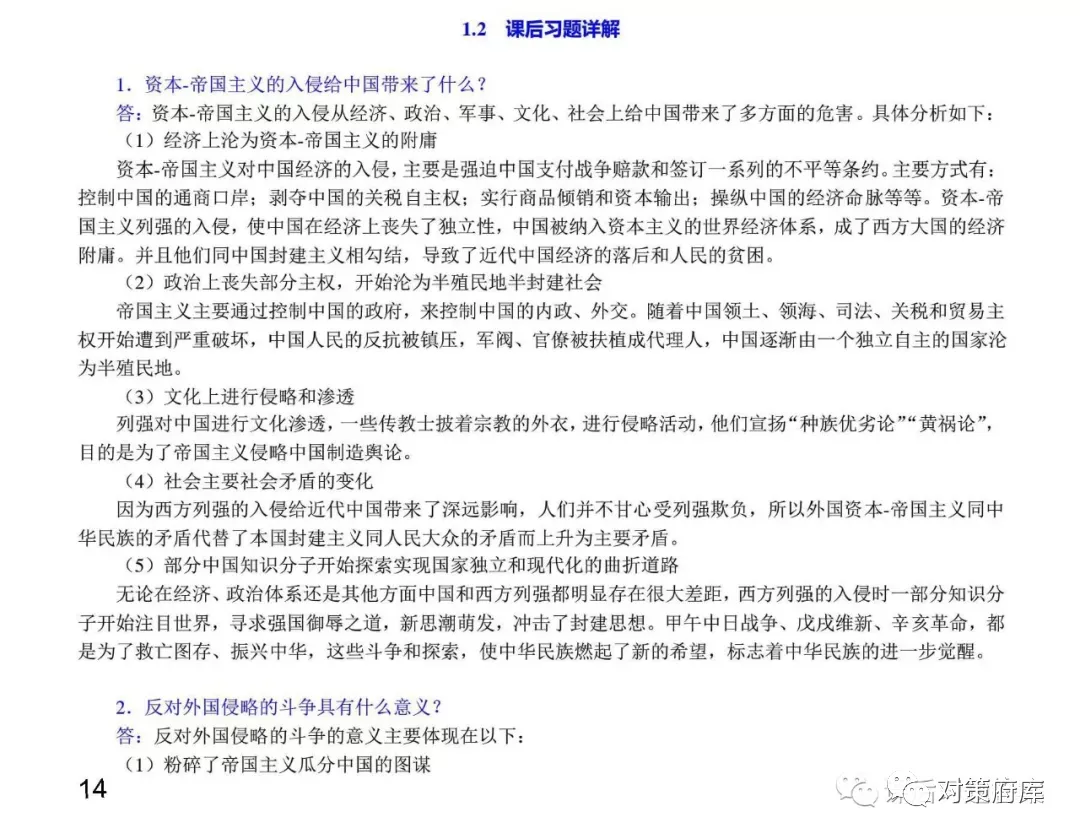 1.2 课后习题详解
1．资本-帝国主义的入侵给中国带来了什么？
答：资本-帝国主义的入侵从经济、政治、军事、文化、社会上给中国带来了多方面的危害。具体分析如下：
（1）经济上沦为资本-帝国主义的附庸
资本-帝国主义对中国经济的入侵，主要是强迫中国支付战争赔款和签订一系列的不平等条约。主要方式有：
控制中国的通商口岸；剥夺中国的关税自主权；实行商品倾销和资本输出；操纵中国的经济命脉等等。资本-帝
国主义列强的入侵，使中国在经济上丧失了独立性，中国被纳入资本主义的世界经济体系，成了西方大国的经济
附庸。并且他们同中国封建主义相勾结，导致了近代中国经济的落后和人民的贫困。
（2）政治上丧失部分主权，开始沦为半殖民地半封建社会
帝国主义主要通过控制中国的政府，来控制中国的内政、外交。随着中国领土、领海、司法、关税和贸易主
权开始遭到严重破坏，中国人民的反抗被镇压，军阀、官僚被扶植成代理人，中国逐渐由一个独立自主的国家沦
为半殖民地。
（3）文化上进行侵略和渗透
列强对中国进行文化渗透，一些传教士披着宗教的外衣，进行侵略活动，他们宣扬“种族优劣论”“黄祸论”，
目的是为了帝国主义侵略中国制造舆论。
（4）社会主要社会矛盾的变化
因为西方列强的入侵给近代中国带来了深远影响，人们并不甘心受列强欺负，所以外国资本-帝国主义同中
华民族的矛盾代替了本国封建主义同人民大众的矛盾而上升为主要矛盾。
（5）部分中国知识分子开始探索实现国家独立和现代化的曲折道路
无论在经济、政治体系还是其他方面中国和西方列强都明显存在很大差距，西方列强的入侵时一部分知识分
子开始注目世界，寻求强国御辱之道，新思潮萌发，冲击了封建思想。甲午中日战争、戊戌维新、辛亥革命，都
是为了救亡图存、振兴中华，这些斗争和探索，使中华民族燃起了新的希望，标志着中华民族的进一步觉醒。
2．反对外国侵略的斗争具有什么意义？
答：反对外国侵略的斗争的意义主要体现在以下：
（1）粉碎了帝国主义瓜分中国的图谋
14
对策府库